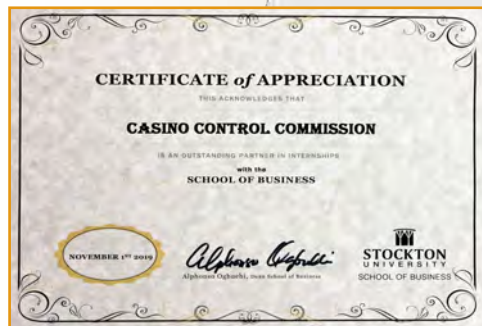 CERTIFICATE of APPRECIATION
THIS ACKNOWLEDGES THAT
CASINO CONTROL COMMISSION
IS AN OUTSTANDING PARTNER IN INTERNSHIPS
with the
SCHOOL OF BUSINESS
NOVEMBER 1ST 2019
Alphonso Ogbuehi, Dean School of Business
STOCKTON
UNIVERSITY
SCHOOL OF BUSINESS